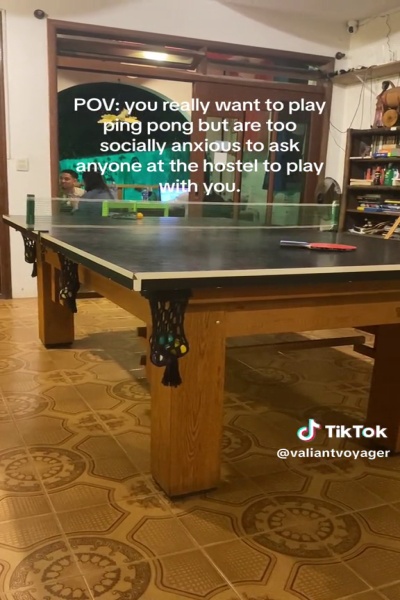 POV: you really want to play
ping pong but are too
socially anxious to ask
anyone at the hostel to play
with you.
TikTok
@valiantvoyager